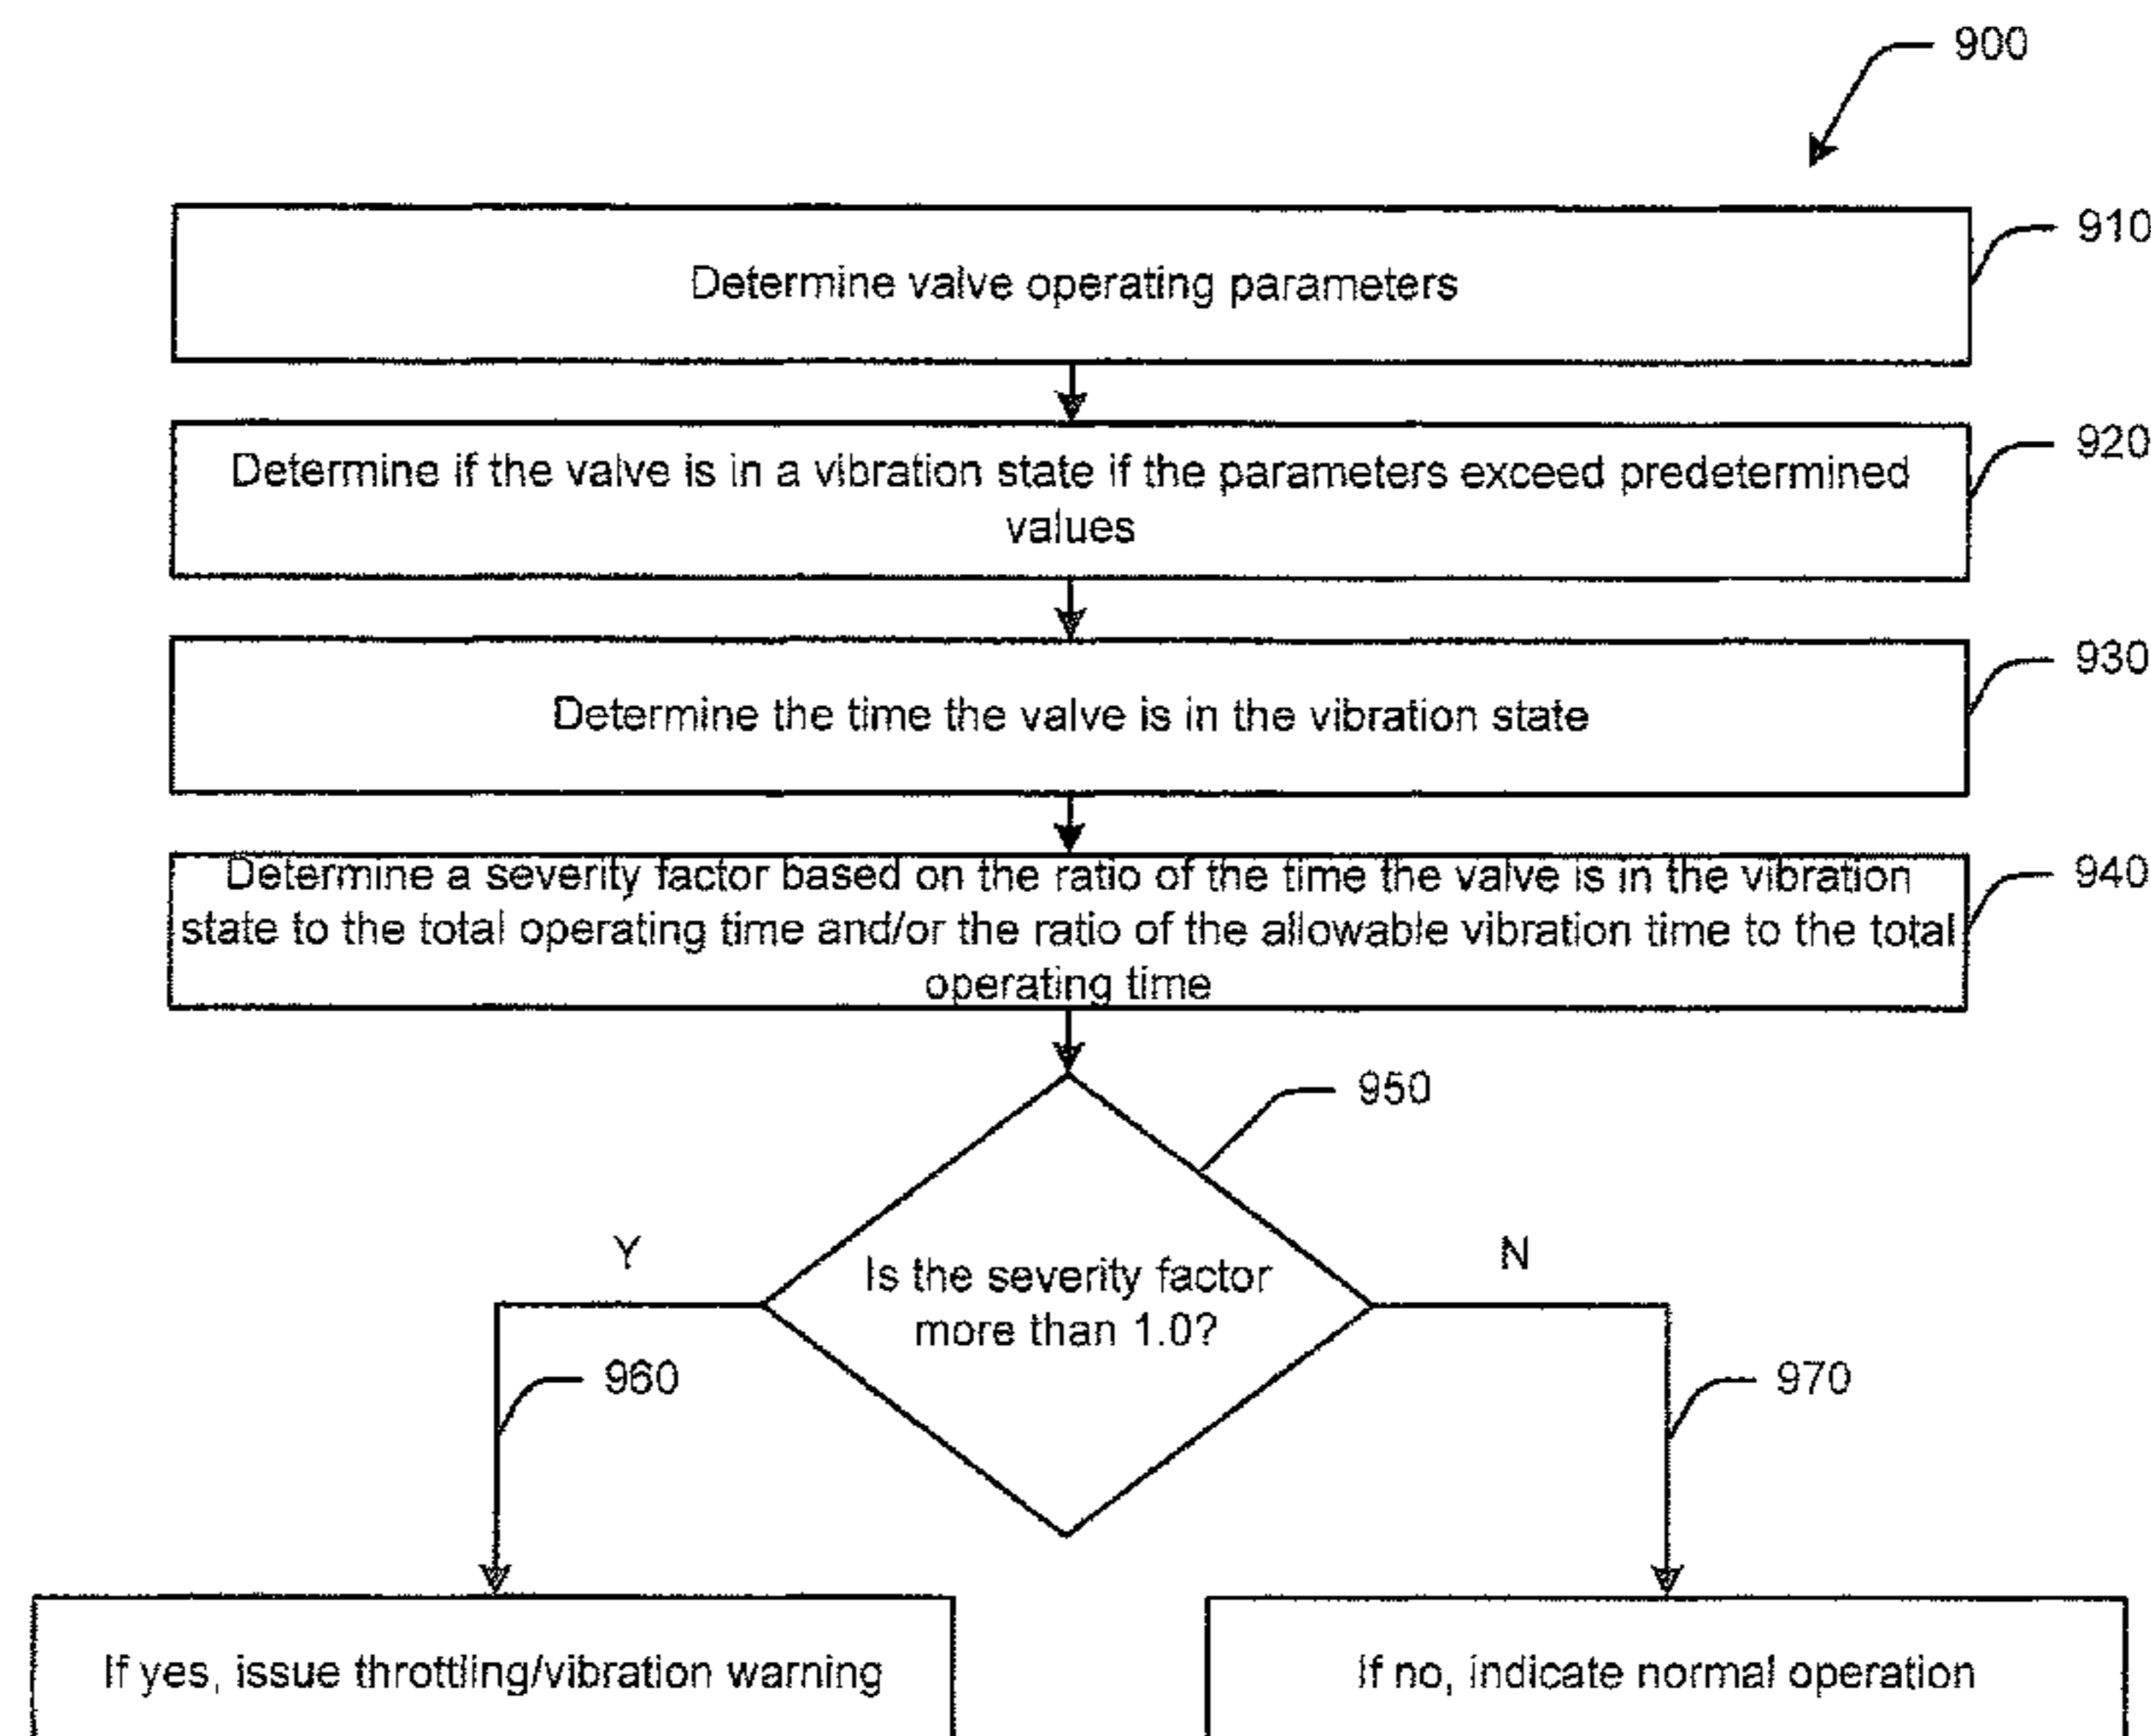 900
910
Determine valve operating parameters
920
Determine if the valve is in a vibration state if the parameters exceed predetermined
values
930
Determine the time the valve is in the vibration state
940
Determine a severity factor based on the ratio of the time the valve is in the vibration
state to the total operating time and/or the ratio of the allowable vibration time to the total
operating time
950
Y
N
Is the severity factor
more than 1.0?
960
970
If yes, issue throttling/vibration warning
If no, indicate normal operation